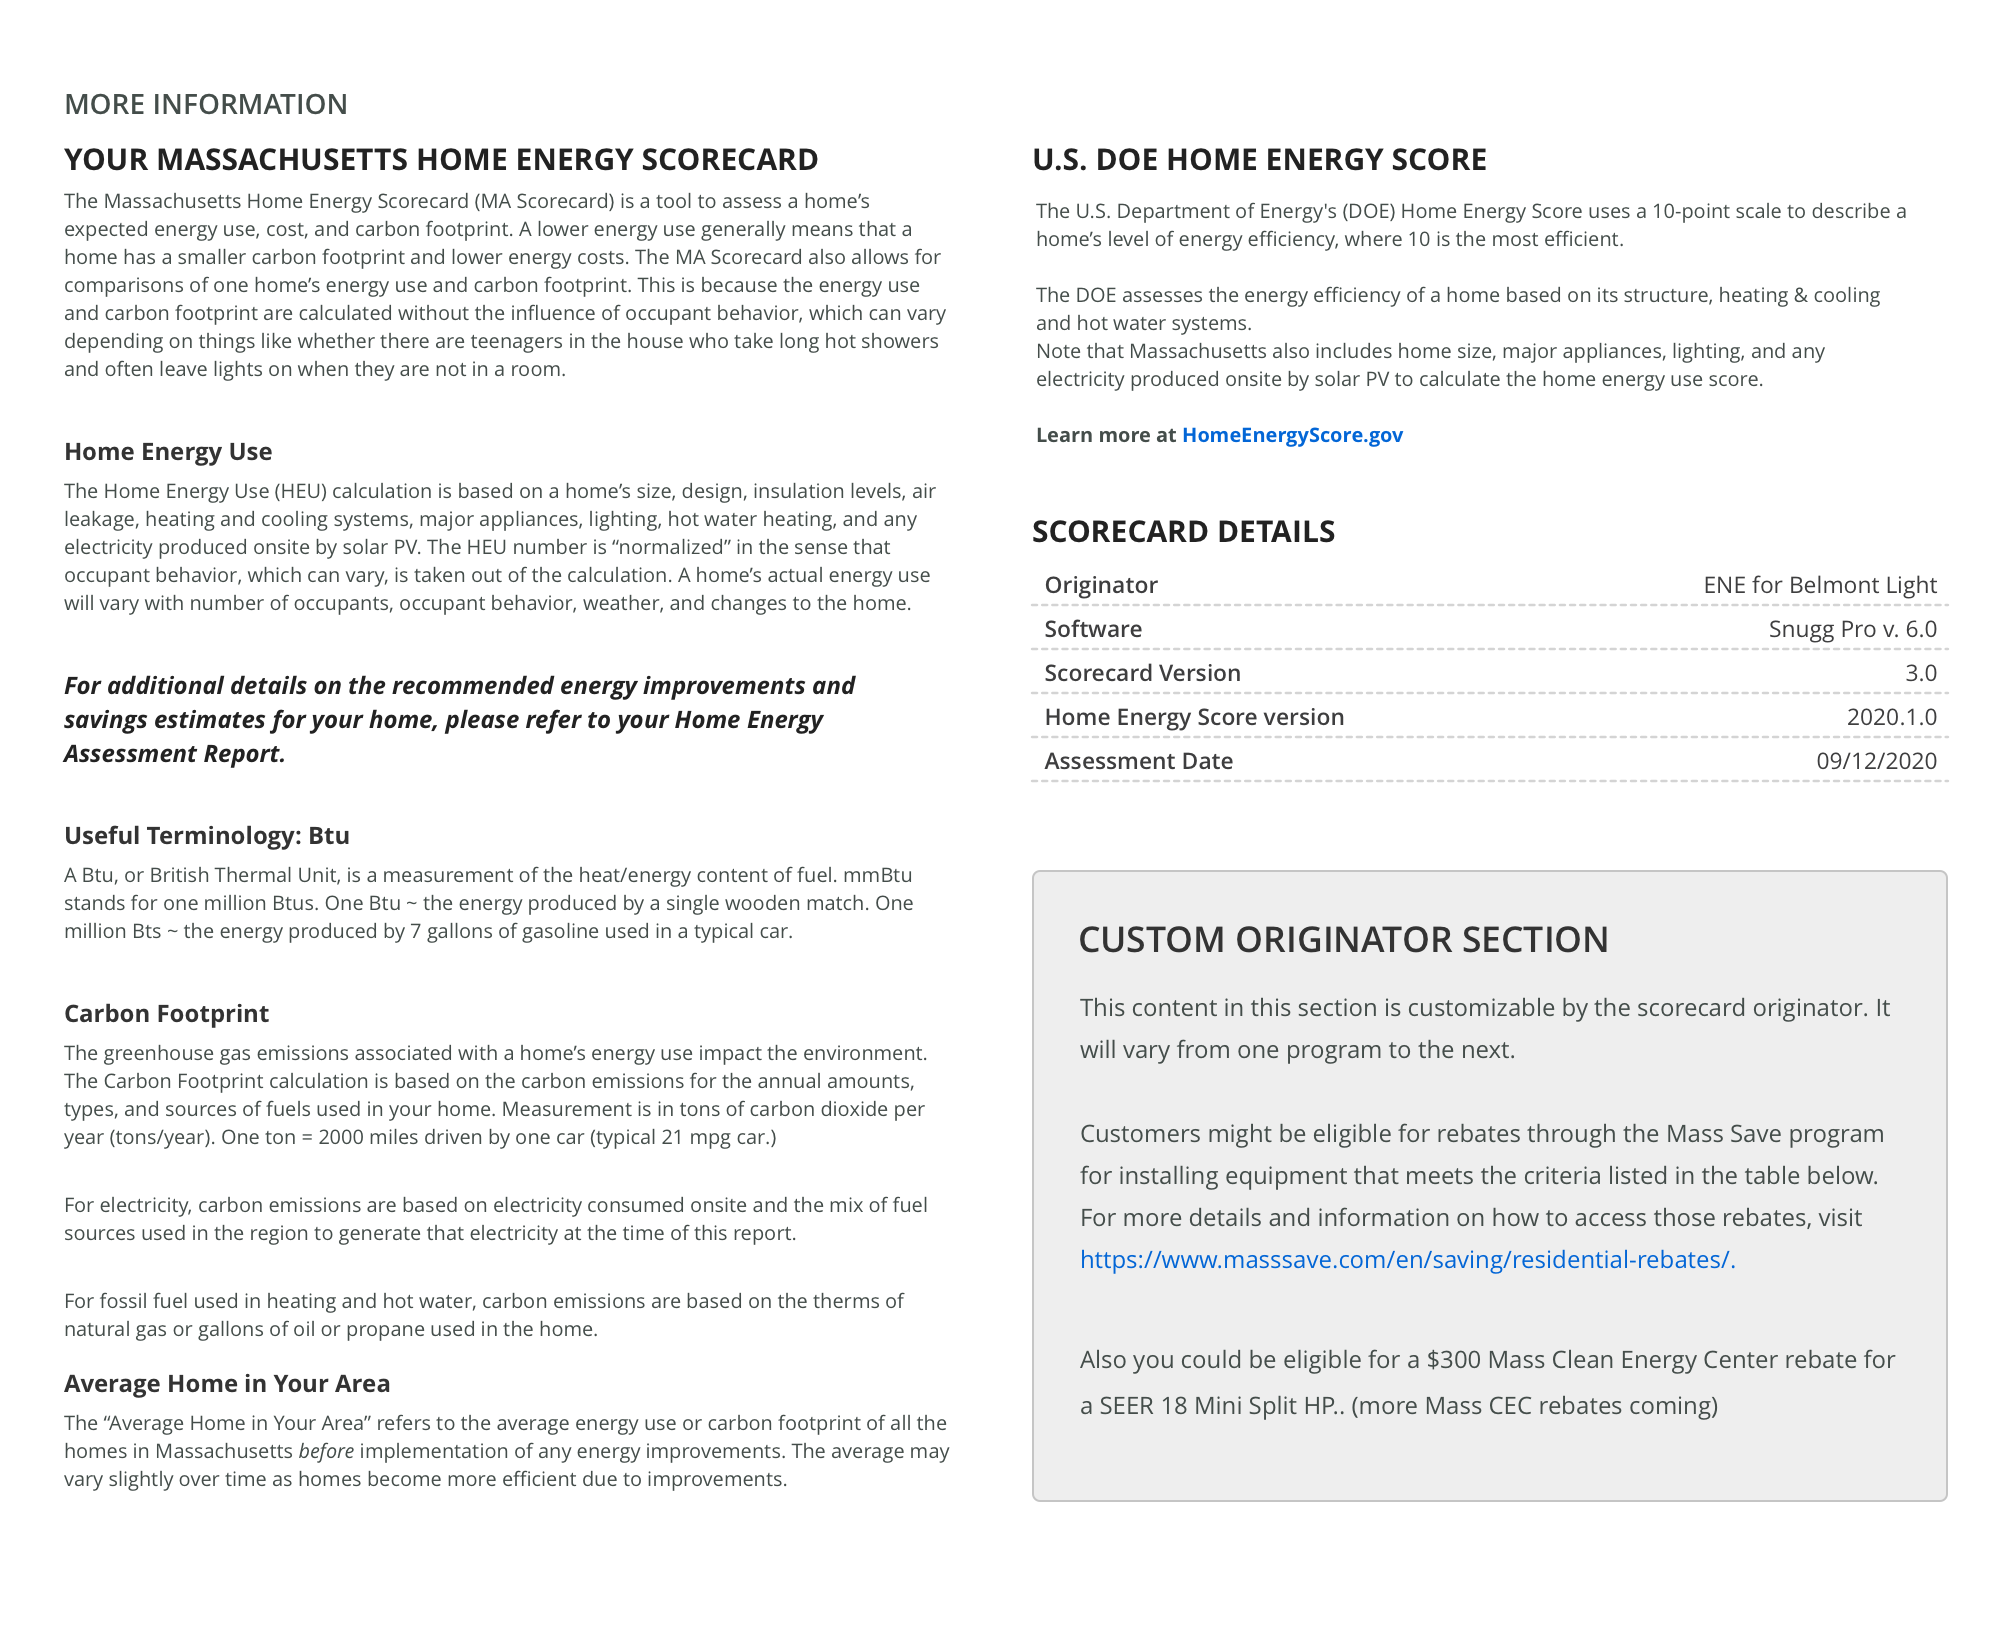 MORE INFORMATION
YOUR MASSACHUSETTS HOME ENERGY SCORECARD
The Massachusetts Home Energy Scorecard (MA Scorecard) is a tool to assess a home’s
expected energy use, cost, and carbon footprint. A lower energy use generally means that a
home has a smaller carbon footprint and lower energy costs. The MA Scorecard also allows for
comparisons of one home’s energy use and carbon footprint. This is because the energy use
and carbon footprint are calculated without the influence of occupant behavior, which can vary
depending on things like whether there are teenagers in the house who take long hot showers
and often leave lights on when they are not in a room.
Home Energy Use
The Home Energy Use (HEU) calculation is based on a home’s size, design, insulation levels, air
leakage, heating and cooling systems, major appliances, lighting, hot water heating, and any
electricity produced onsite by solar PV. The HEU number is “normalized” in the sense that
occupant behavior, which can vary, is taken out of the calculation. A home’s actual energy use
will vary with number of occupants, occupant behavior, weather, and changes to the home.
For additional details on the recommended energy improvements and
savings estimates for your home, please refer to your Home Energy
Assessment Report.
Useful Terminology: Btu
A Btu, or British Thermal Unit, is a measurement of the heat/energy content of fuel. mmBtu
stands for one million Btus. One Btu ~ the energy produced by a single wooden match. One
million Bts ~ the energy produced by 7 gallons of gasoline used in a typical car.
Carbon Footprint
The greenhouse gas emissions associated with a home’s energy use impact the environment.
The Carbon Footprint calculation is based on the carbon emissions for the annual amounts,
types, and sources of fuels used in your home. Measurement is in tons of carbon dioxide per
year (tons/year). One ton = 2000 miles driven by one car (typical 21 mpg car.)
For electricity, carbon emissions are based on electricity consumed onsite and the mix of fuel
sources used in the region to generate that electricity at the time of this report.
For fossil fuel used in heating and hot water, carbon emissions are based on the therms of
natural gas or gallons of oil or propane used in the home.
Average Home in Your Area
The “Average Home in Your Area” refers to the average energy use or carbon footprint of all the
homes in Massachusetts before implementation of any energy improvements. The average may
vary slightly over time as homes become more efficient due to improvements.
U.S. DOE HOME ENERGY SCORE
The U.S. Department of Energy's (DOE) Home Energy Score uses a 10-point scale to describe a
home’s level of energy efficiency, where 10 is the most efficient.
The DOE assesses the energy efficiency of a home based on its structure, heating & cooling
and hot water systems.
Note that Massachusetts also includes home size, major appliances, lighting, and any
electricity produced onsite by solar PV to calculate the home energy use score.
Learn more at HomeEnergyScore.gov
SCORECARD DETAILS
Originator ENE for Belmont Light
Software Snugg Pro v. 6.0
Scorecard Version 3.0
Home Energy Score version 2020.1.0
Assessment Date 09/12/2020
CUSTOM ORIGINATOR SECTION
This content in this section is customizable by the scorecard originator. It
will vary from one program to the next.
Customers might be eligible for rebates through the Mass Save program
for installing equipment that meets the criteria listed in the table below.
For more details and information on how to access those rebates, visit
https://www.masssave.com/en/saving/residential-rebates/.
Also you could be eligible for a $300 Mass Clean Energy Center rebate for
a SEER 18 Mini Split HP.. (more Mass CEC rebates coming)